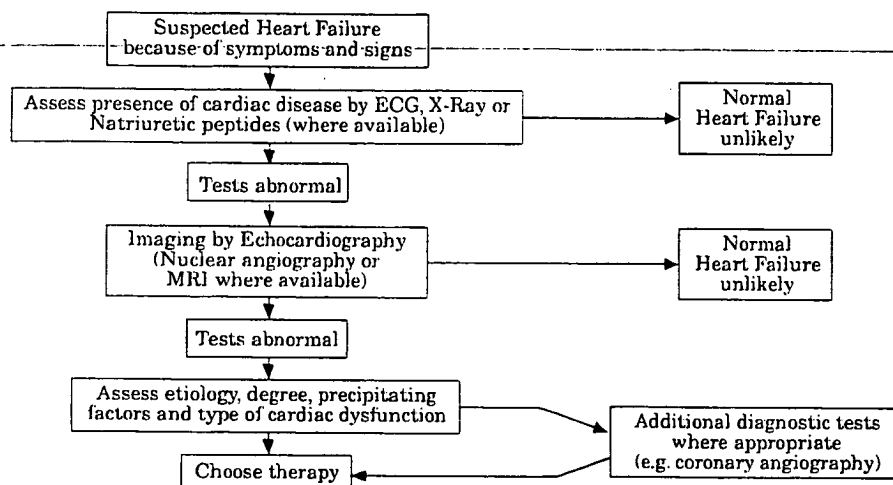 Suspected Heart Failure
because of symptoms and signs
Assess presence of cardiac disease by ECG, X-Ray or
Natriuretic peptides (where available)
Normal
Heart Failure
unlikely
Tests abnormal
Imaging by Echocardiography
(Nuclear angiography or
MRI where available)
Normal
Heart Failure
unlikely
Tests abnormal
Assess etiology, degree, precipitating
factors and type of cardiac dysfunction
Additional diagnostic tests
where appropriate
(e.g. coronary angiography)
Choose therapy